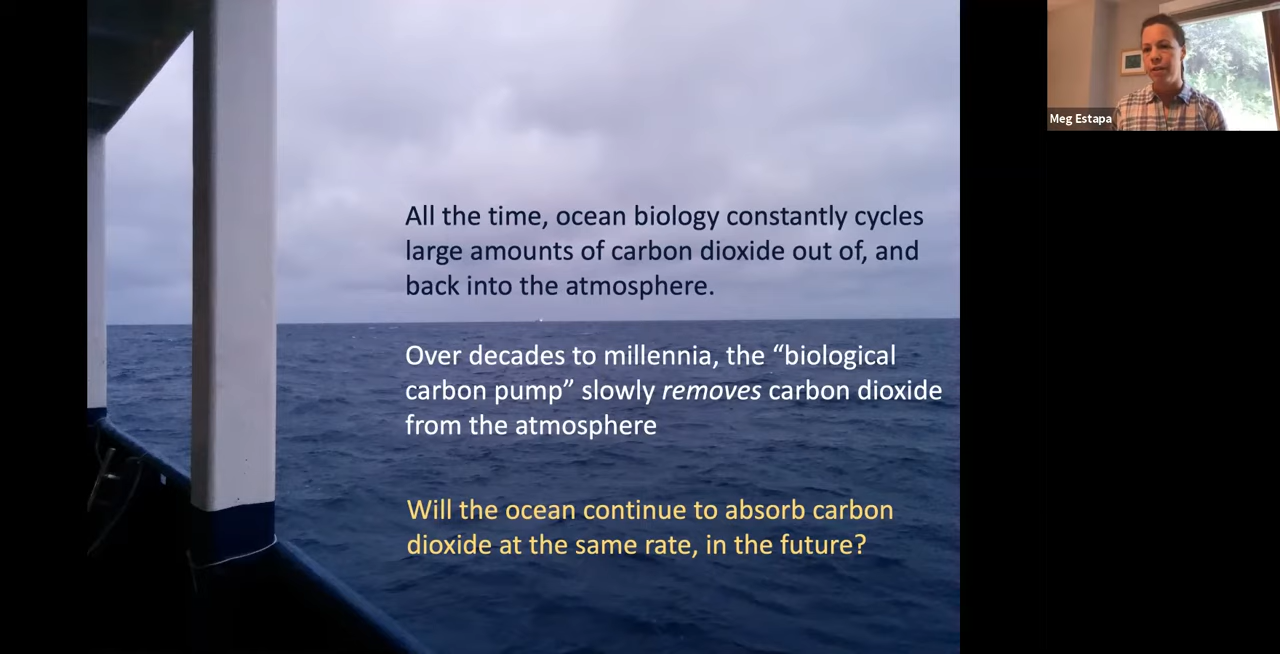 Meg Estapa
All the time, ocean biology constantly cycles
large amounts of carbon dioxide out of, and
back into the atmosphere.
Over decades to millennia, the “biological
carbon pump” slowly removes carbon dioxide
from the atmosphere
Will the ocean continue to absorb carbon
dioxide at the same rate, in the future?